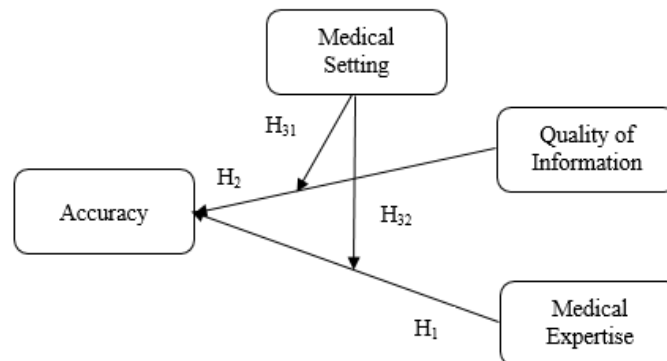 Medical
Setting
H₃₁
Quality of
Information
H₂
Accuracy
H₃₂
Medical
Expertise
H₁